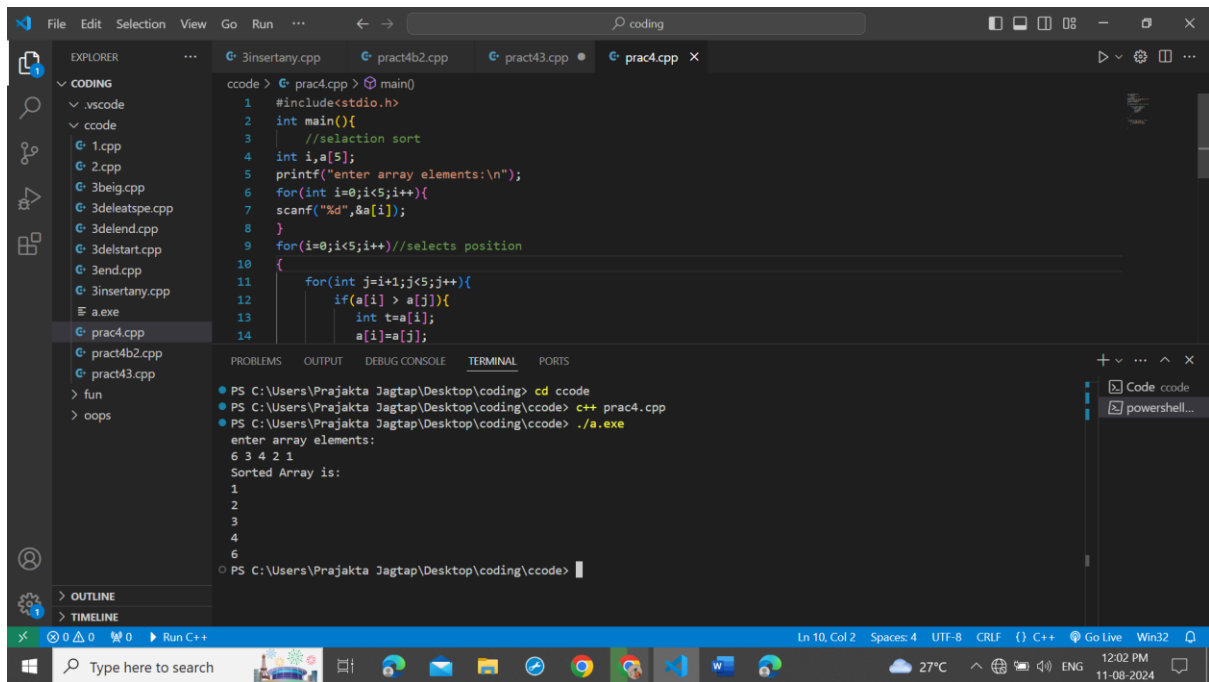 File Edit Selection View Go Run ··· ← → coding
EXPLORER ···
3insertany.cpp pract4b2.cpp pract43.cpp prac4.cpp
CODING
.vscode
ccode
1.cpp
2.cpp
3beig.cpp
3deleatspe.cpp
3delend.cpp
3delstart.cpp
3end.cpp
3insertany.cpp
a.exe
prac4.cpp
pract4b2.cpp
pract43.cpp
fun
oops
OUTLINE
TIMELINE
ccode > prac4.cpp > main()
1 #include<stdio.h>
2 int main(){
3 //selaction sort
4 int i,a[5];
5 printf("enter array elements:\n");
6 for(int i=0;i<5;i++){
7 scanf("%d",&a[i]);
8 }
9 for(i=0;i<5;i++)//selects position
10 {
11 for(int j=i+1;j<5;j++){
12 if(a[i] > a[j]){
13 int t=a[i];
14 a[i]=a[j];
PROBLEMS OUTPUT DEBUG CONSOLE TERMINAL PORTS
PS C:\Users\Prajakta Jagtap\Desktop\coding> cd ccode
PS C:\Users\Prajakta Jagtap\Desktop\coding\ccode> c++ prac4.cpp
PS C:\Users\Prajakta Jagtap\Desktop\coding\ccode> ./a.exe
enter array elements:
6 3 4 2 1
Sorted Array is:
1
2
3
4
6
PS C:\Users\Prajakta Jagtap\Desktop\coding\ccode>
Code ccode
powershell...
0 0 0 Run C++ Ln 10, Col 2 Spaces: 4 UTF-8 CRLF {} C++ Go Live Win32
Type here to search 27°C ENG 12:02 PM
11-08-2024